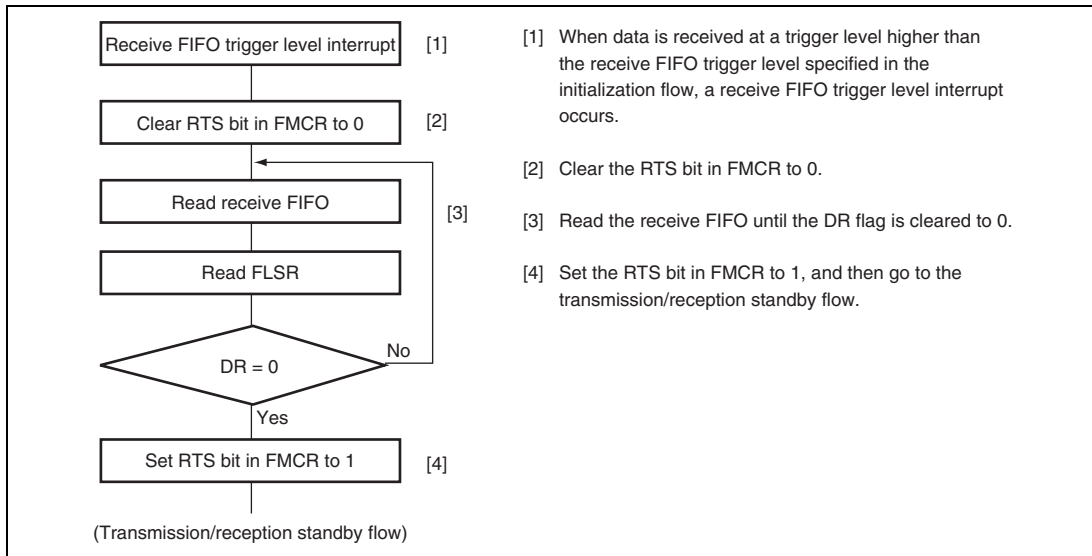 Receive FIFO trigger level interrupt [1]
Clear RTS bit in FMCR to 0 [2]
Read receive FIFO
[3]
Read FLSR
DR = 0
No
Yes
Set RTS bit in FMCR to 1 [4]
(Transmission/reception standby flow)
[1] When data is received at a trigger level higher than
the receive FIFO trigger level specified in the
initialization flow, a receive FIFO trigger level interrupt
occurs.
[2] Clear the RTS bit in FMCR to 0.
[3] Read the receive FIFO until the DR flag is cleared to 0.
[4] Set the RTS bit in FMCR to 1, and then go to the
transmission/reception standby flow.